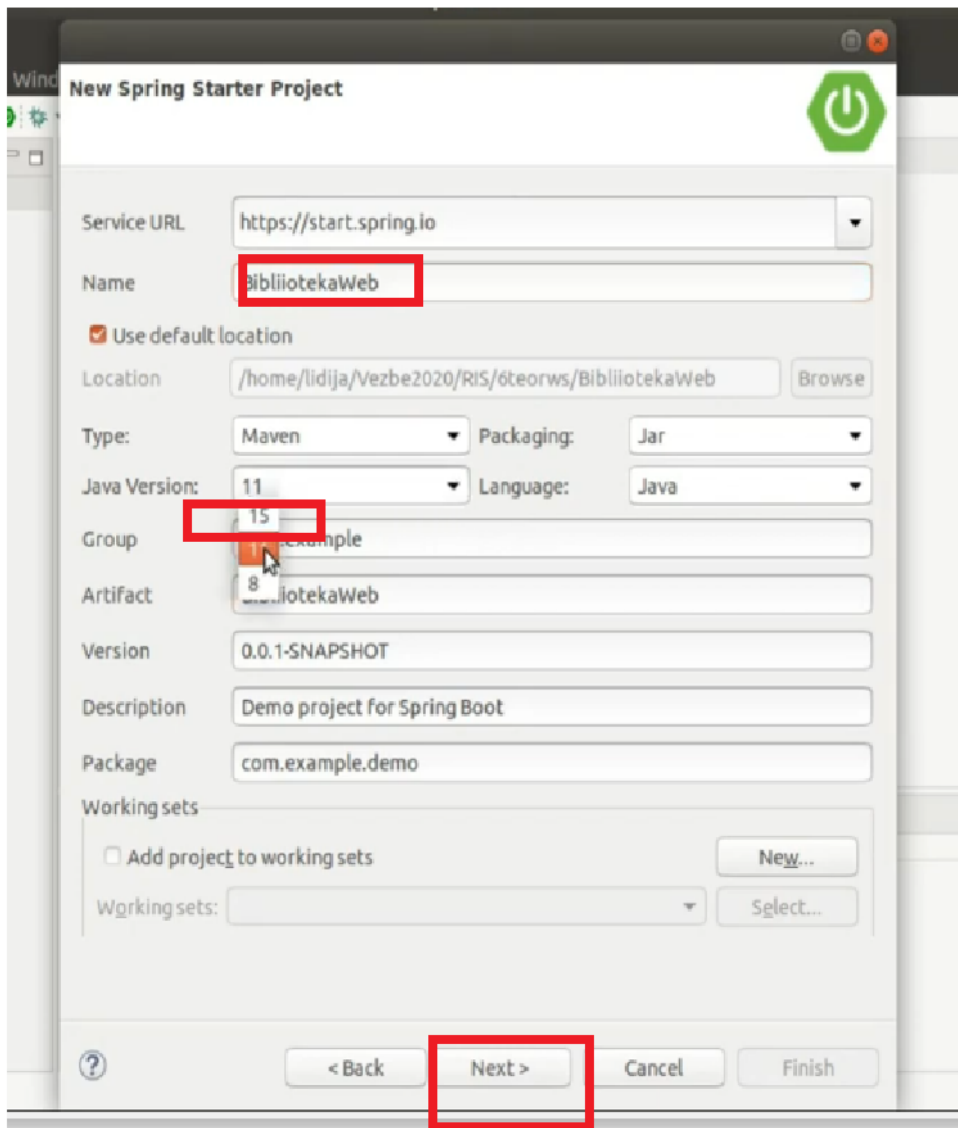 Wind
New Spring Starter Project
Service URL https://start.spring.io
Name BibliiotekaWeb
Use default location
Location /home/lidija/Vezbe2020/RIS/6teorws/BibliiotekaWeb Browse
Type: Maven Packaging: Jar
Java Version: 11 Language: Java
15
Group .example
11
8
Artifact BibliiotekaWeb
Version 0.0.1-SNAPSHOT
Description Demo project for Spring Boot
Package com.example.demo
Working sets
Add project to working sets New...
Working sets: Select...
? < Back Next > Cancel Finish